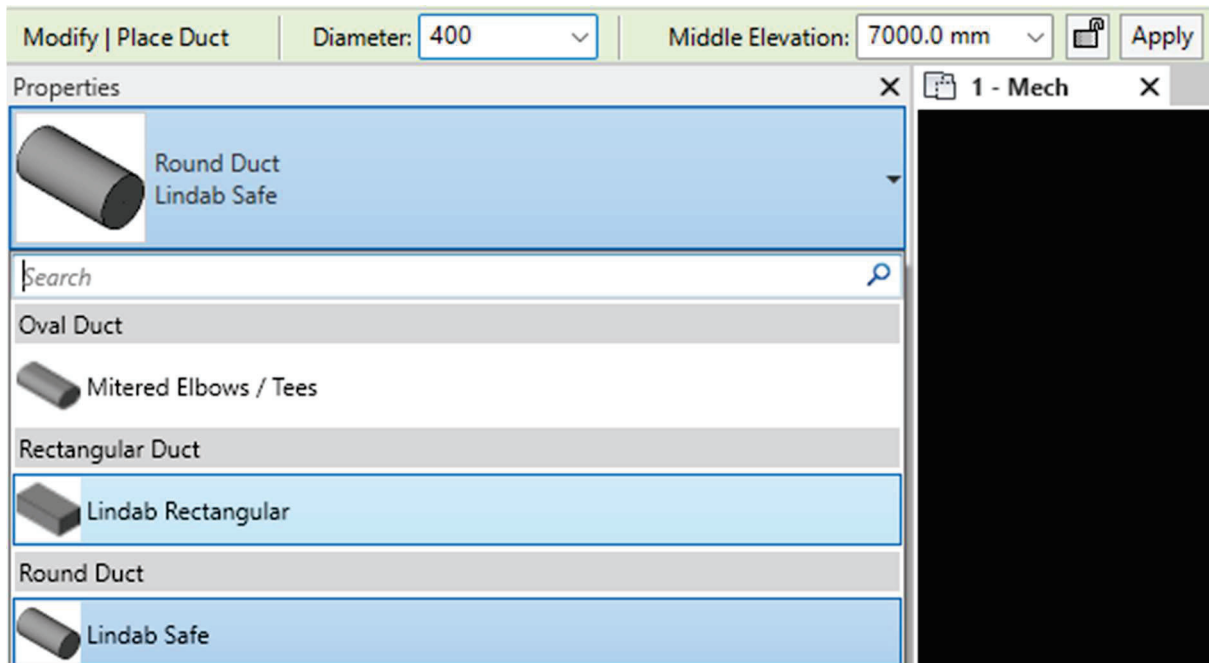 Modify | Place Duct Diameter: 400 Middle Elevation: 7000.0 mm Apply
Properties 1 - Mech
Round Duct
Lindab Safe
Search
Oval Duct
Mitered Elbows / Tees
Rectangular Duct
Lindab Rectangular
Round Duct
Lindab Safe